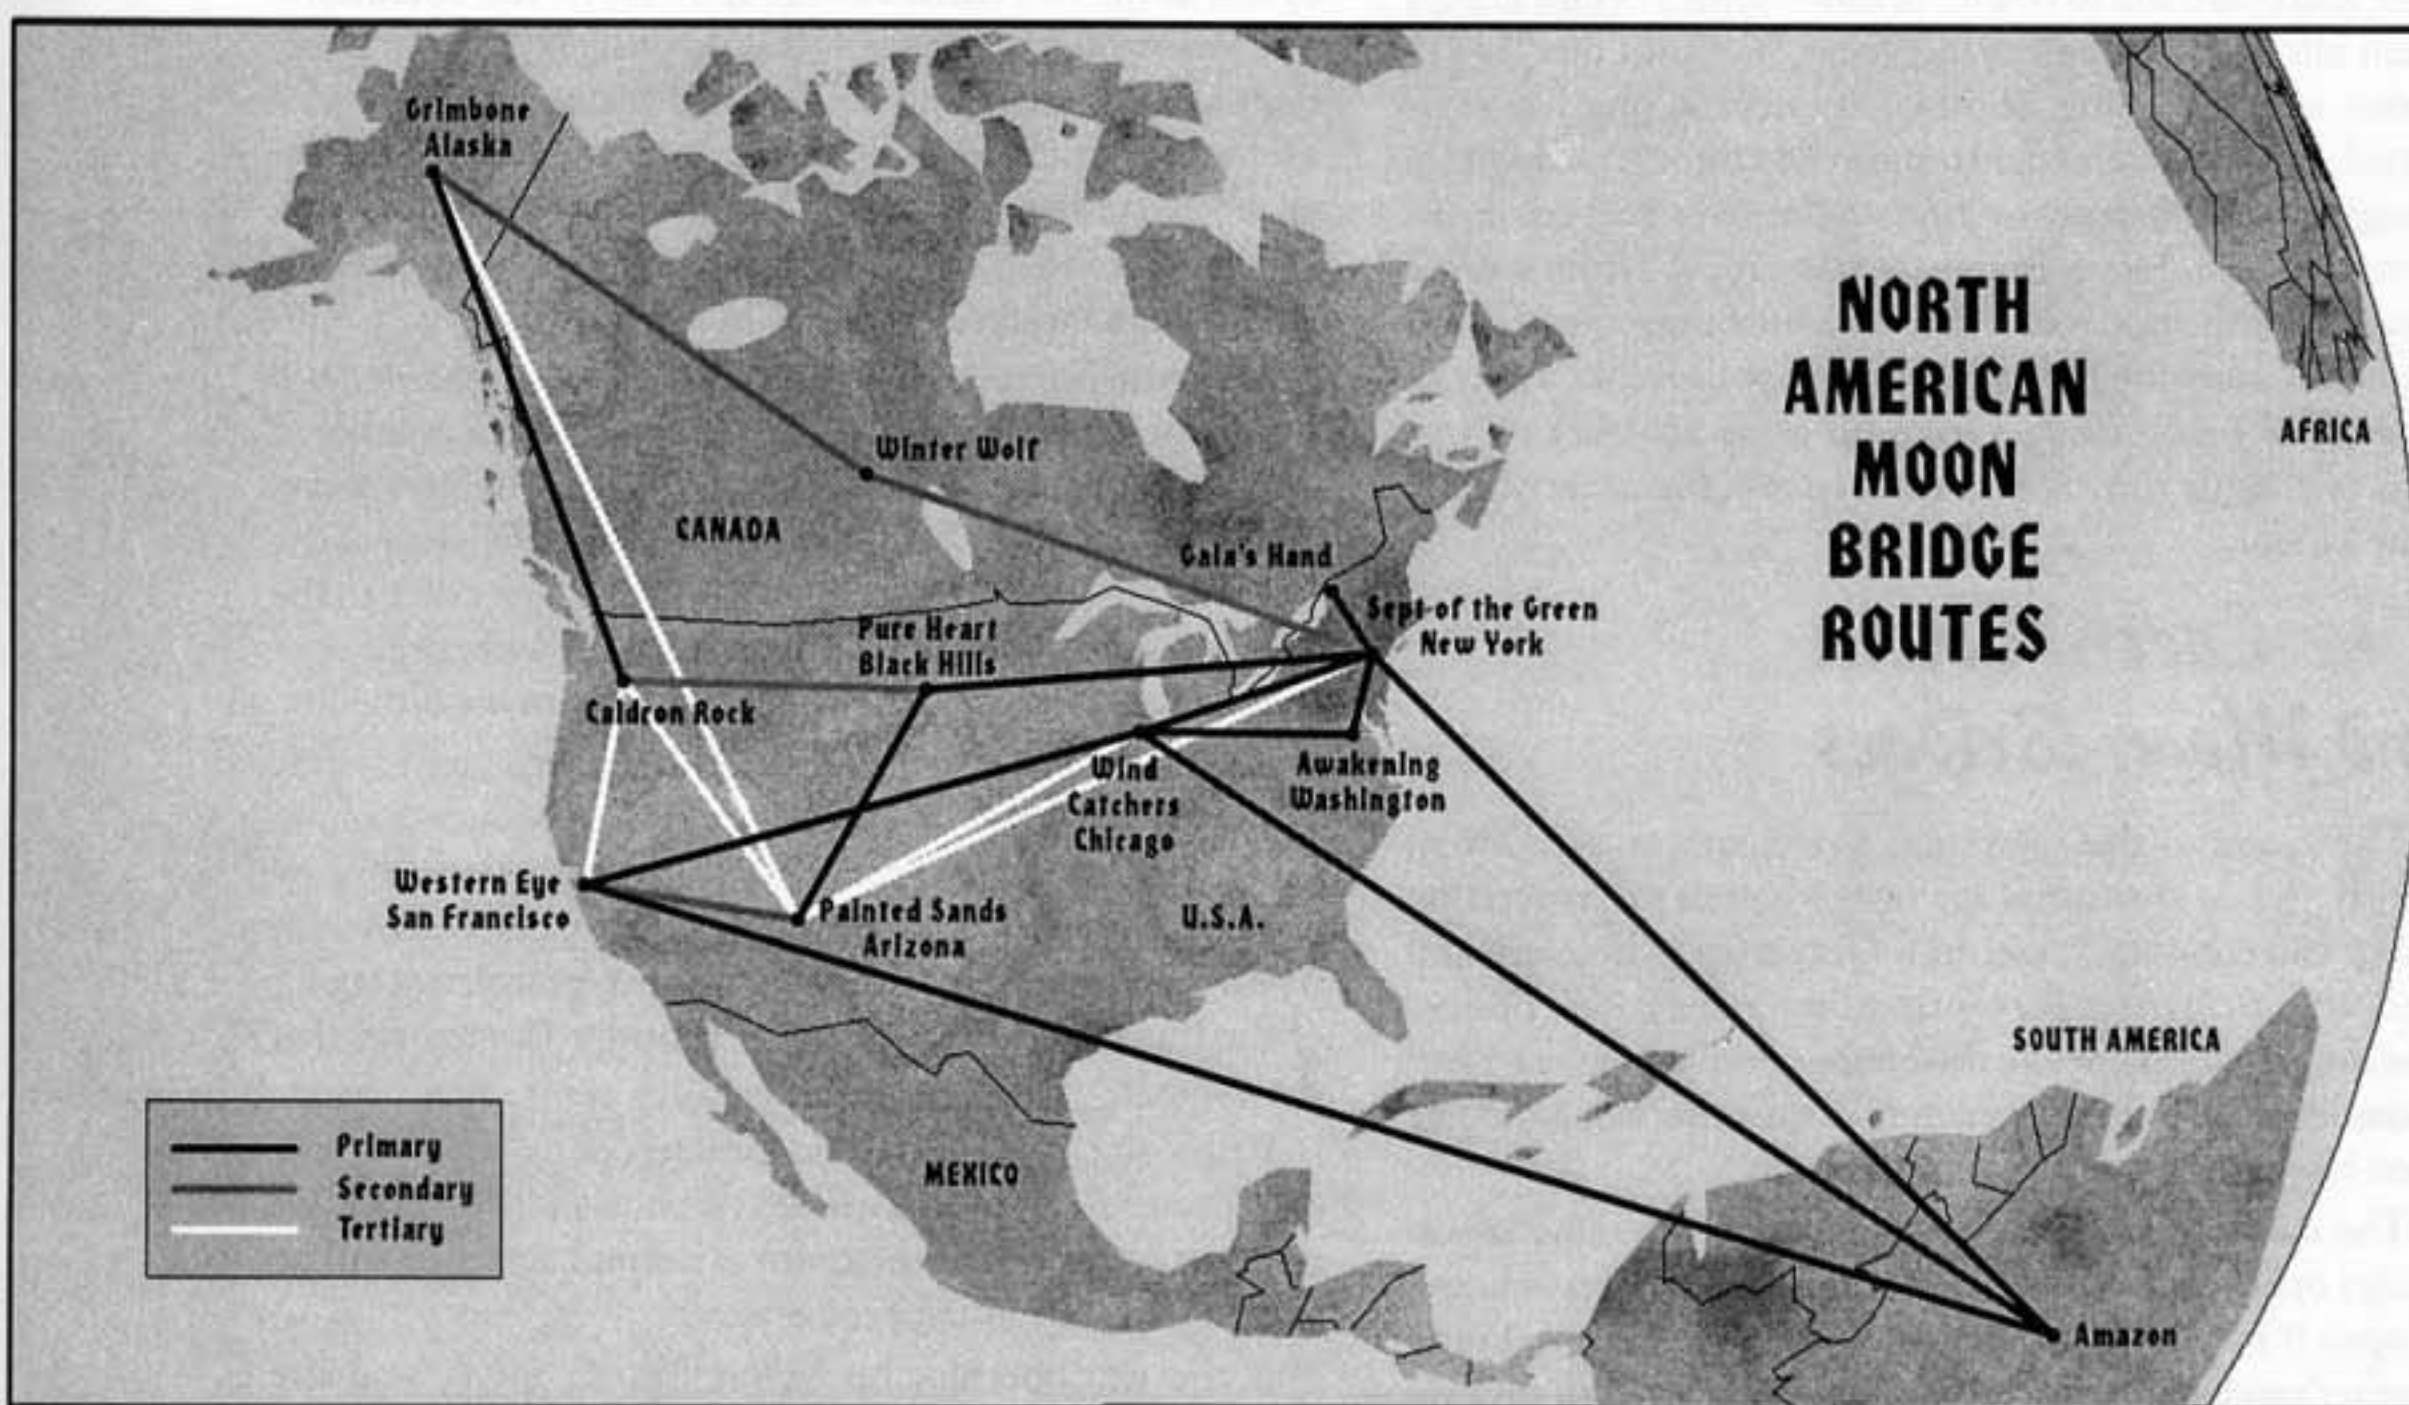 Grimbone
Alaska
NORTH
AMERICAN
MOON
BRIDGE
ROUTES
AFRICA
Winter Wolf
CANADA
Gaia's Hand
Sept of the Green
New York
Pure Heart
Black Hills
Caldron Rock
Wind
Catchers
Chicago
Awakening
Washington
Western Eye
San Francisco
Painted Sands
Arizona
U.S.A.
SOUTH AMERICA
MEXICO
Primary
Secondary
Tertiary
Amazon